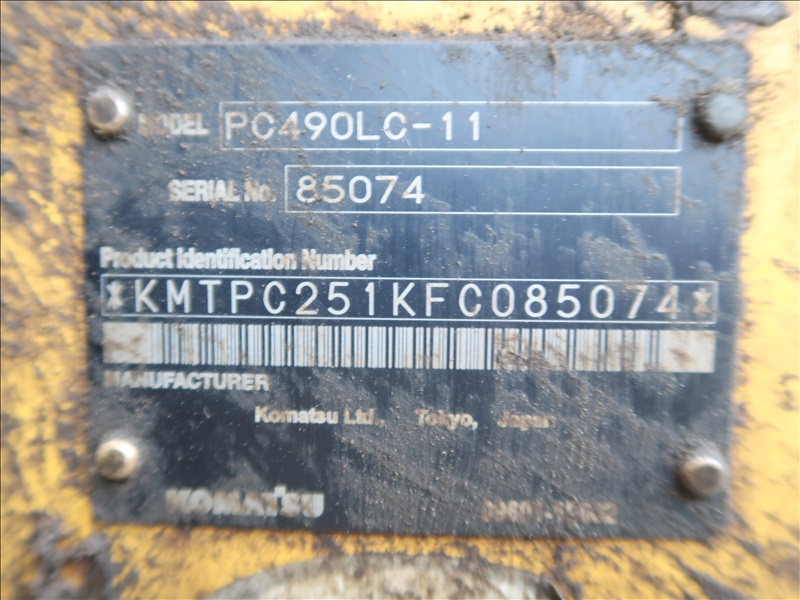 MODEL PC490LC-11
SERIAL No. 85074
Product Identification Number
*KMTPC251KFC085074*
MANUFACTURER
Komatsu Ltd., Tokyo, Japan
KOMATSU